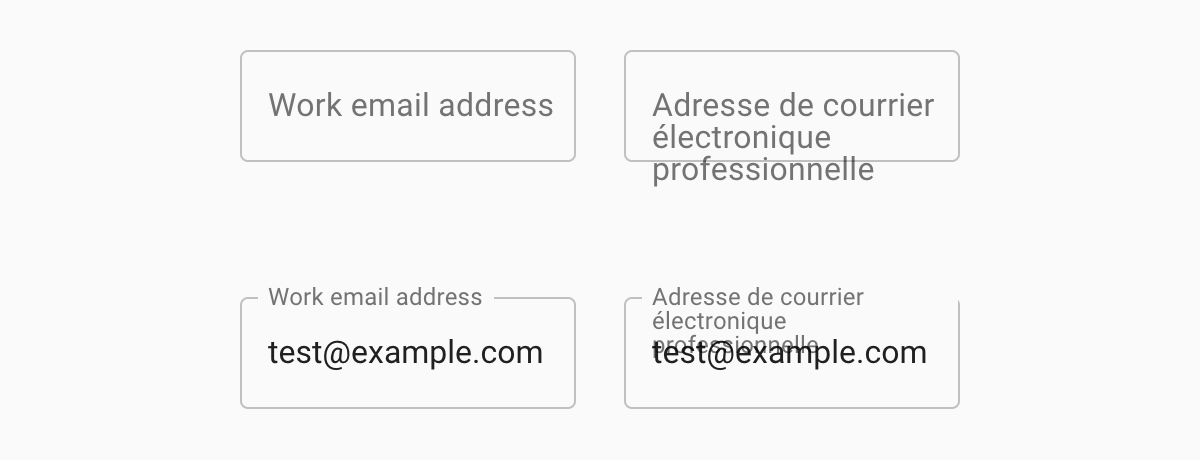 Work email address
Adresse de courrier
électronique
professionnelle
Work email address
test@example.com
Adresse de courrier
électronique
professionnelle
test@example.com